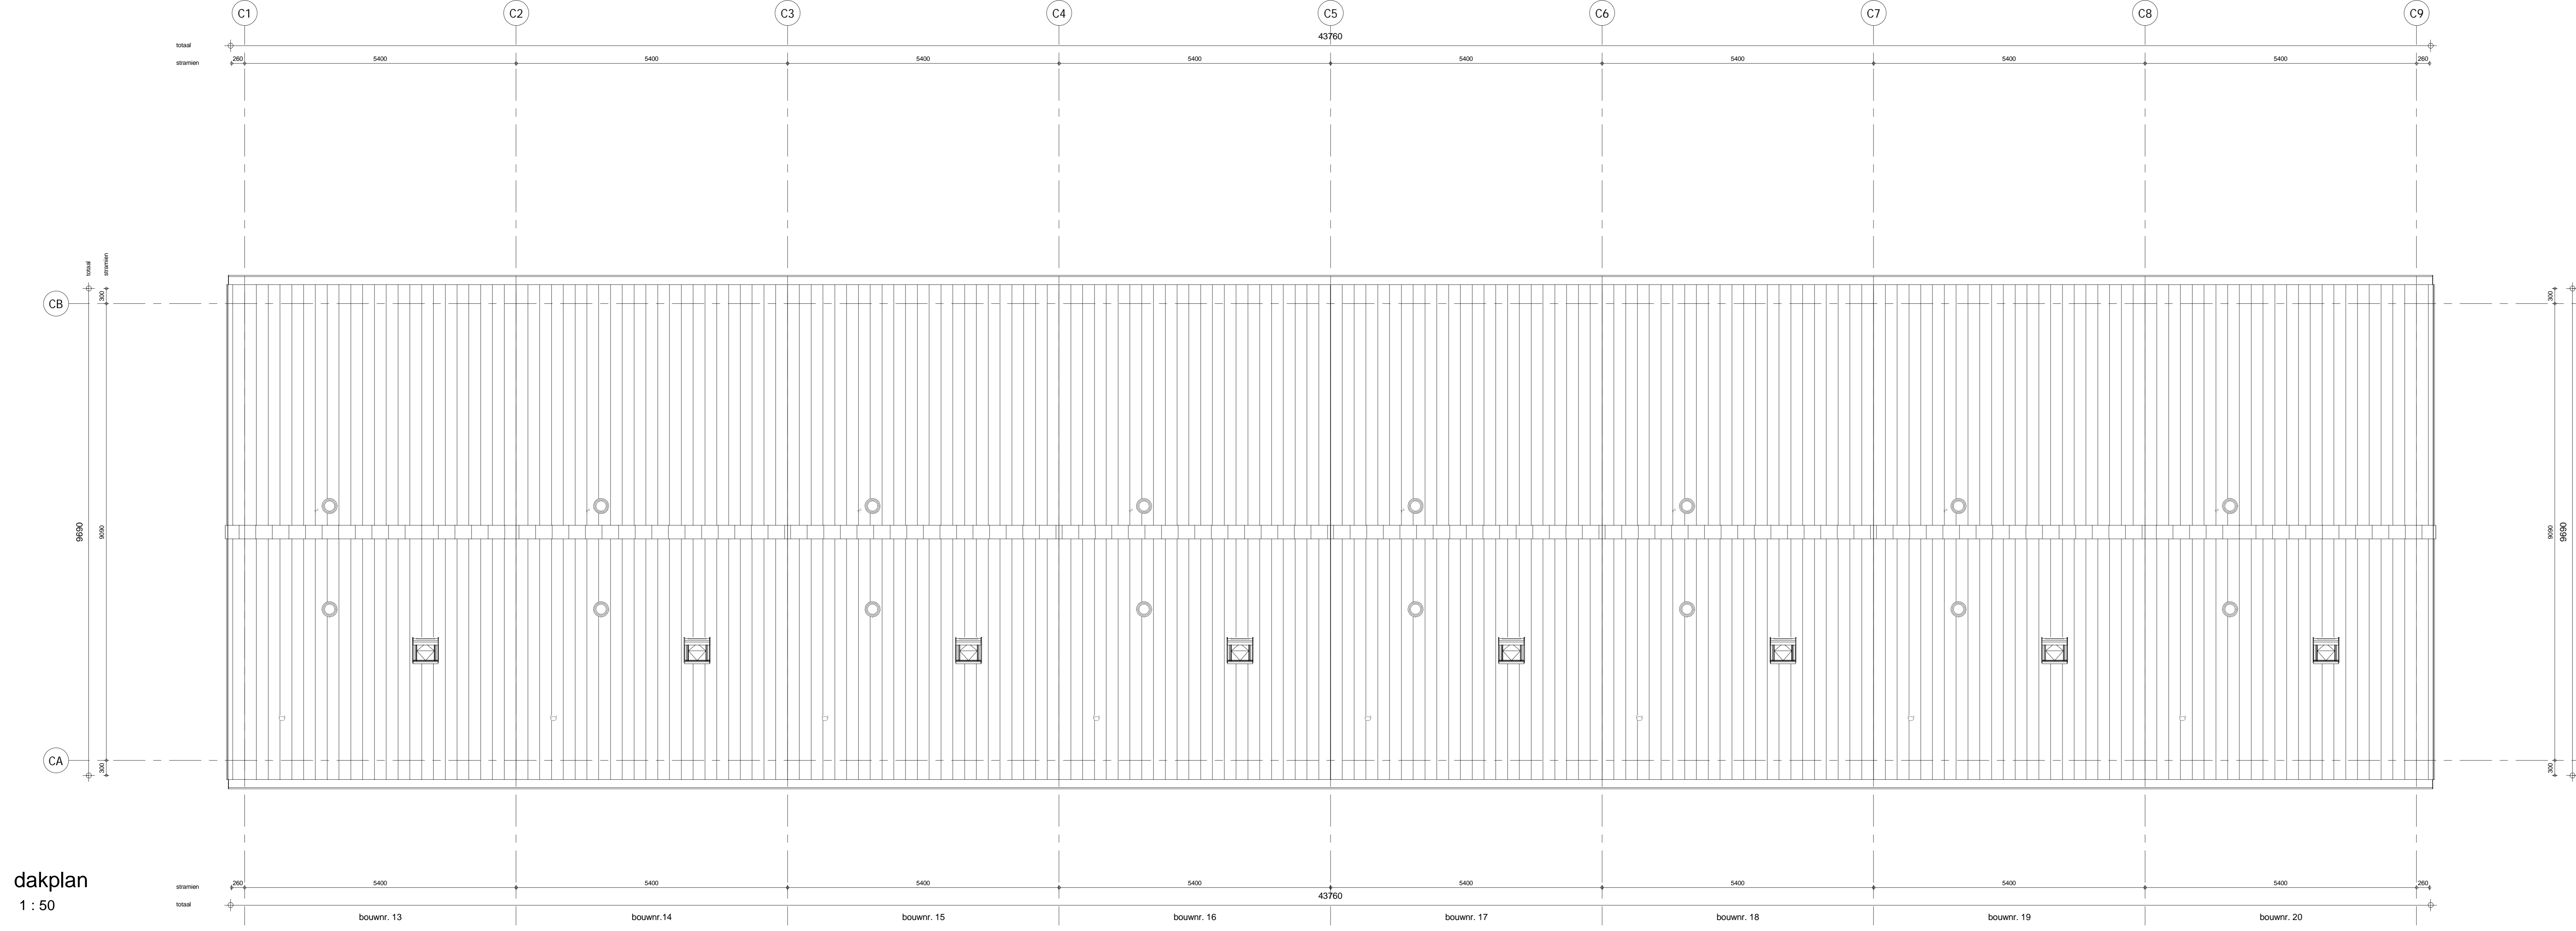 C1 C2 C3 C4 C5 C6 C7 C8 C9
totaal 43760
stramien 260 5400 5400 5400 5400 5400 5400 5400 5400 260
totaal stramien
CB 300 300
9690 9090 9090 9690
CA 300 300
dakplan
1 : 50
stramien 260 5400 5400 5400 5400 5400 5400 5400 5400 260
totaal 43760
bouwnr. 13 bouwnr.14 bouwnr. 15 bouwnr. 16 bouwnr. 17 bouwnr. 18 bouwnr. 19 bouwnr. 20